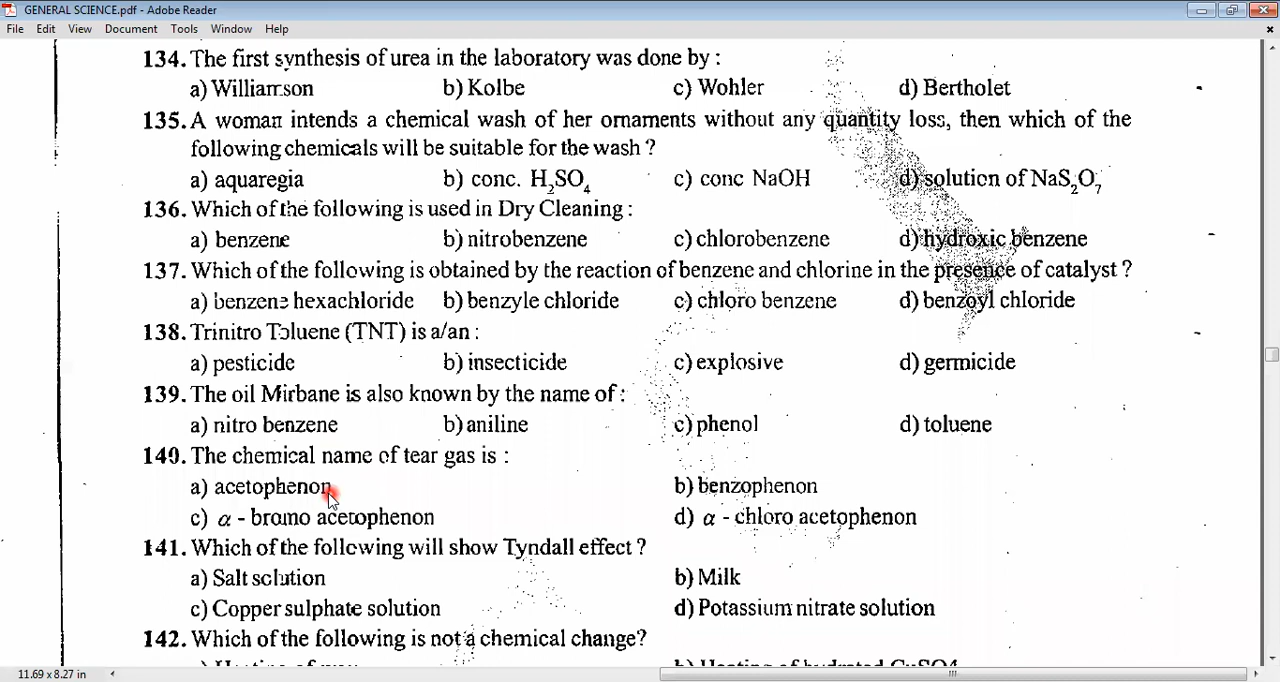 GENERAL SCIENCE.pdf - Adobe Reader
File Edit View Document Tools Window Help
134. The first synthesis of urea in the laboratory was done by :
a) Williamson b) Kolbe c) Wohler d) Bertholet
135. A woman intends a chemical wash of her ornaments without any quantity loss, then which of the
following chemicals will be suitable for the wash ?
a) aquaregia b) conc. H₂SO₄ c) conc NaOH d) solution of NaS₂O₇
136. Which of the following is used in Dry Cleaning :
a) benzene b) nitrobenzene c) chlorobenzene d) hydroxic benzene
137. Which of the following is obtained by the reaction of benzene and chlorine in the presence of catalyst ?
a) benzene hexachloride b) benzyle chloride c) chloro benzene d) benzoyl chloride
138. Trinitro Toluene (TNT) is a/an :
a) pesticide b) insecticide c) explosive d) germicide
139. The oil Mirbane is also known by the name of :
a) nitro benzene b) aniline c) phenol d) toluene
140. The chemical name of tear gas is :
a) acetophenon b) benzophenon
c) α - bromo acetophenon d) α - chloro acetophenon
141. Which of the following will show Tyndall effect ?
a) Salt solution b) Milk
c) Copper sulphate solution d) Potassium nitrate solution
142. Which of the following is not a chemical change?
b) Heating of hydrated CuSO4
11.69 x 8.27 in